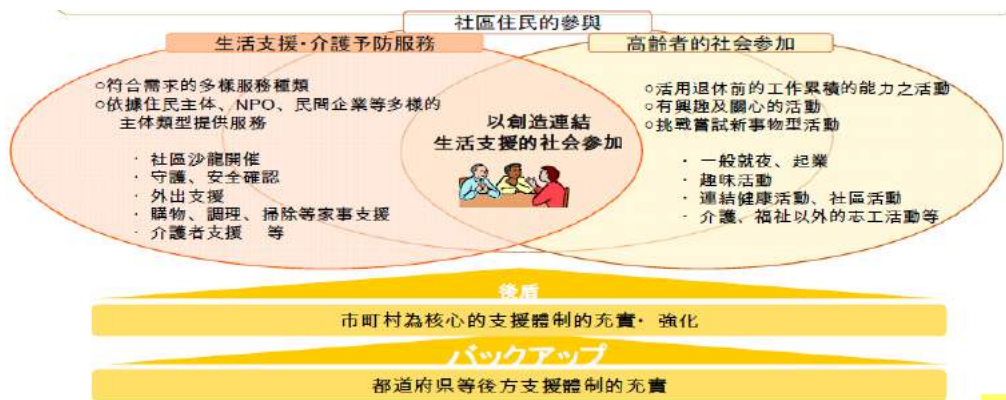 社區住民的參與
生活支援・介護予防服務
○符合需求的多樣服務種類
○依據住民主体、NPO、民間企業等多樣的
主体類型提供服務
・ 社區沙龍開催
・ 守護、安全確認
・ 外出支援
・ 購物、調理、掃除等家事支援
・ 介護者支援 等
以創造連結
生活支援的社會參加
高齡者的社會參加
○活用退休前的工作累積的能力之活動
○有興趣及關心的活動
○挑戰嘗試新事物型活動
・ 一般就夜、起業
・ 趣味活動
・ 連結健康活動、社區活動
・ 介護、福祉以外的志工活動等
後盾
市町村為核心的支援體制的充實・ 強化
バックアップ
都道府県等後方支援體制的充實